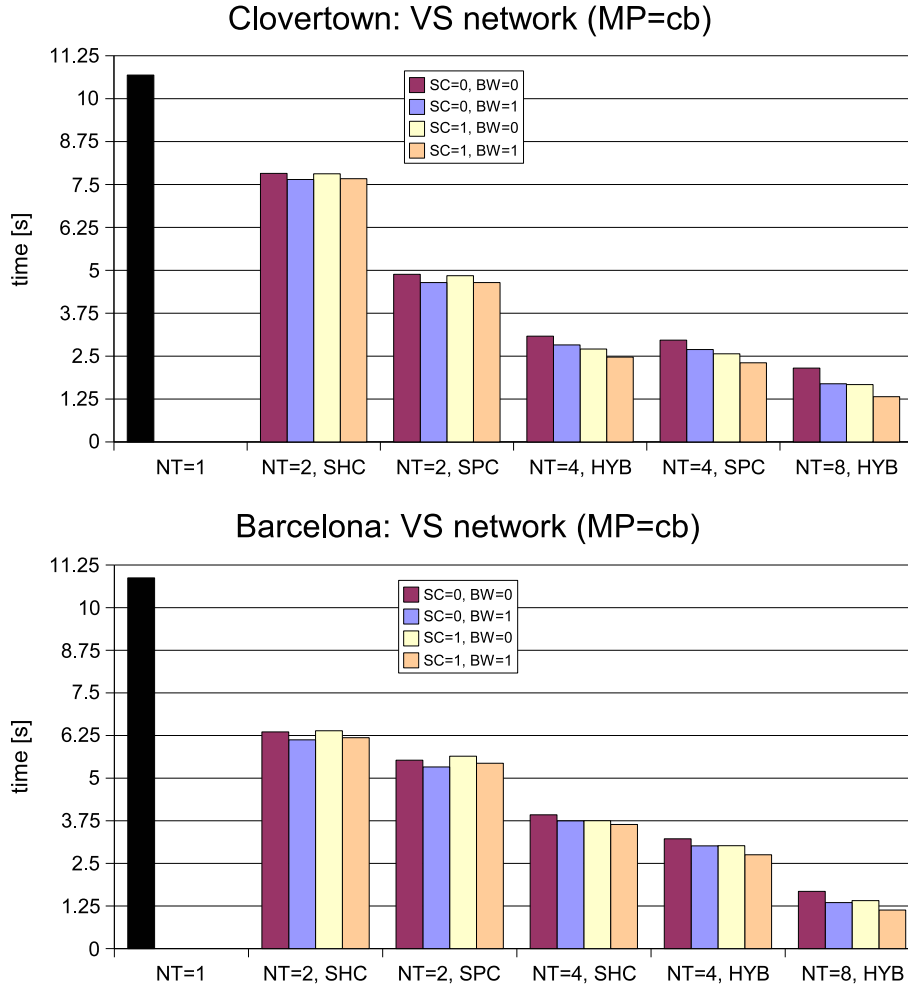 Clovertown: VS network (MP=cb)
11.25
10
8.75
7.5
6.25
5
3.75
2.5
1.25
0
time [s]
SC=0, BW=0
SC=0, BW=1
SC=1, BW=0
SC=1, BW=1
NT=1 NT=2, SHC NT=2, SPC NT=4, HYB NT=4, SPC NT=8, HYB
Barcelona: VS network (MP=cb)
11.25
10
8.75
7.5
6.25
5
3.75
2.5
1.25
0
time [s]
SC=0, BW=0
SC=0, BW=1
SC=1, BW=0
SC=1, BW=1
NT=1 NT=2, SHC NT=2, SPC NT=4, SHC NT=4, HYB NT=8, HYB